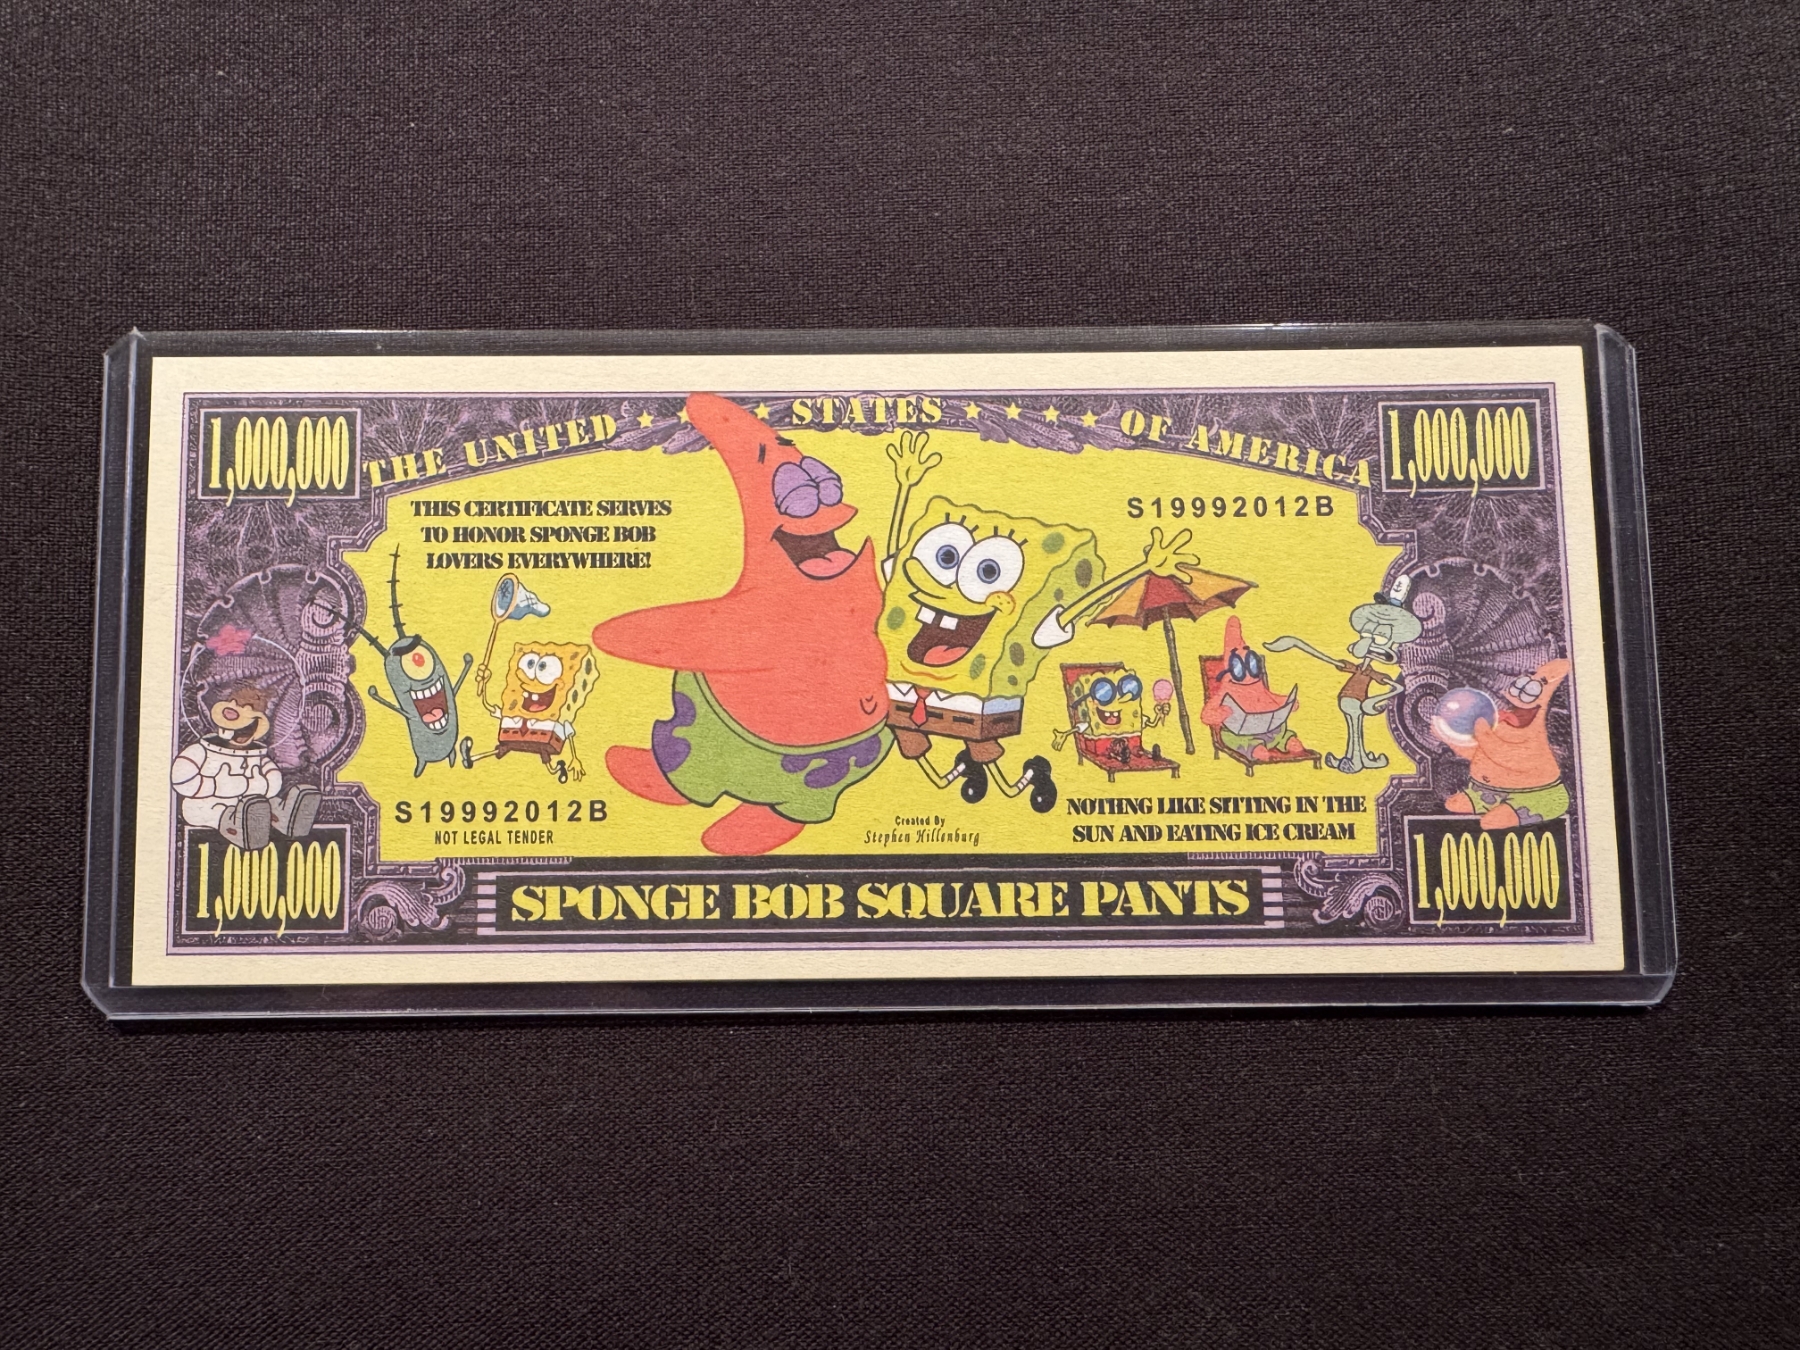 THE UNITED STATES OF AMERICA
1,000,000
1,000,000
THIS CERTIFICATE SERVES
TO HONOR SPONGE BOB
LOVERS EVERYWHERE!
S19992012B
S19992012B
NOT LEGAL TENDER
Created By
Stephen Hillenburg
NOTHNG LIKE SITTING IN THE
SUN AND EATING ICE CREAM
1,000,000
1,000,000
SPONGE BOB SQUARE PANTS